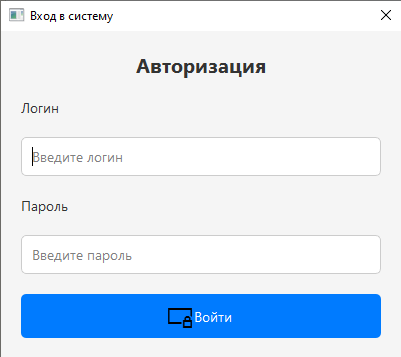 Вход в систему
Авторизация
Логин
Введите логин
Пароль
Введите пароль
Войти